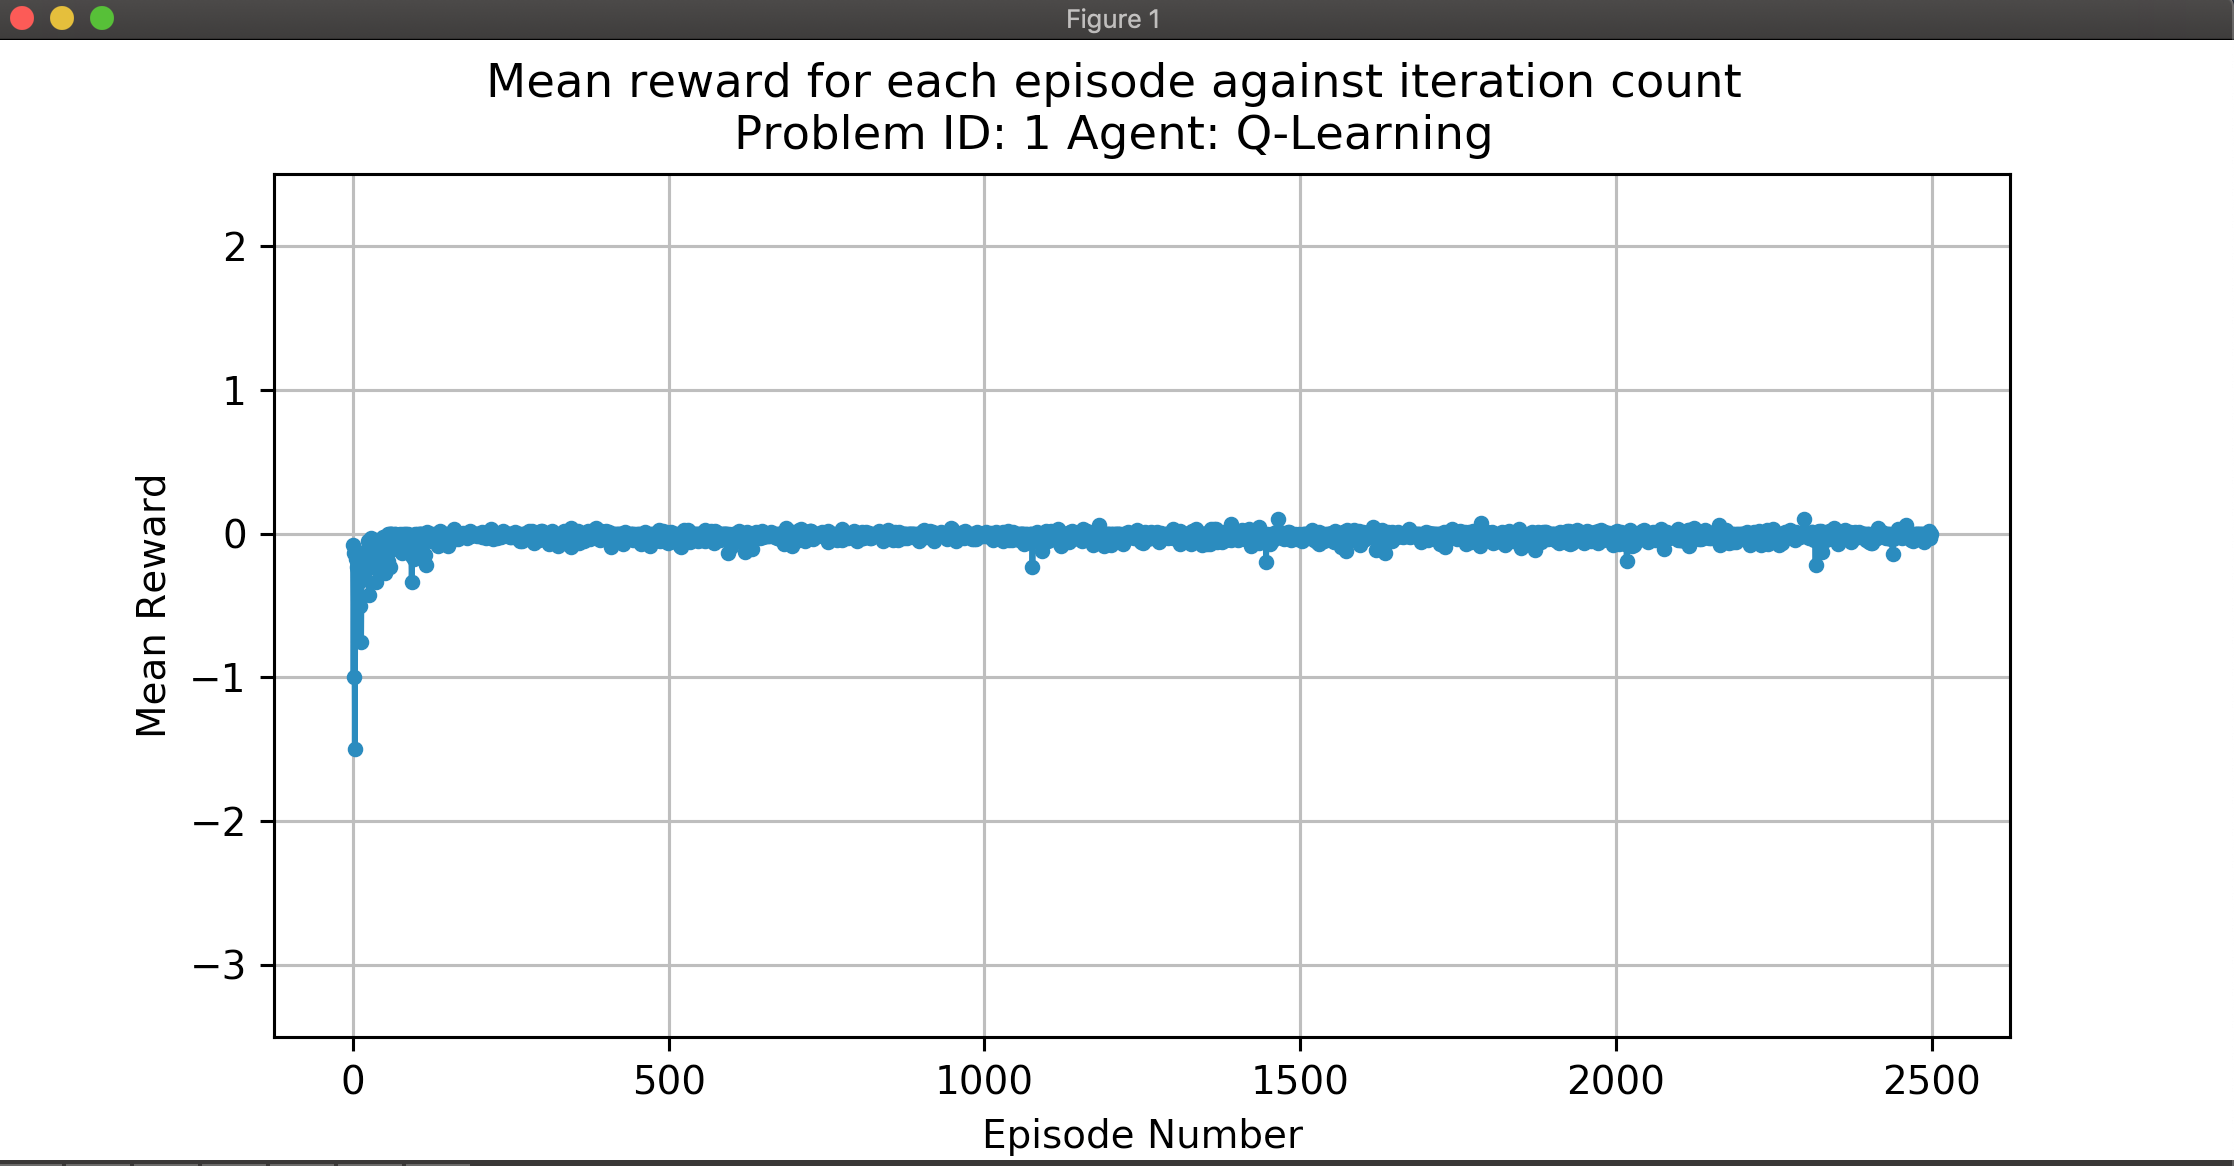 Figure 1
Mean reward for each episode against iteration count
Problem ID: 1 Agent: Q-Learning
2
1
0
−1
−2
−3
Mean Reward
0 500 1000 1500 2000 2500
Episode Number